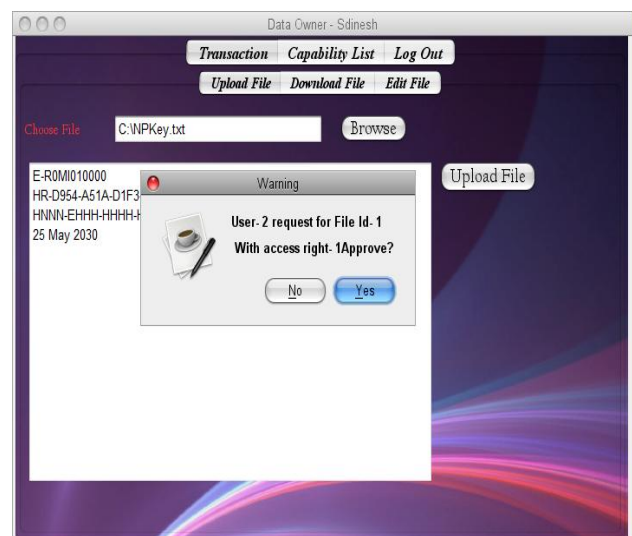 Data Owner - Sdinesh
Transaction Capability List Log Out
Upload File Download File Edit File
Choose File C:\NPKey.txt Browse
Upload File
E-R0MI010000
HR-D954-A51A-D1F3
HNNN-EHHH-HHHH-H
25 May 2030
Warning
User- 2 request for File Id- 1
With access right- 1Approve?
No Yes